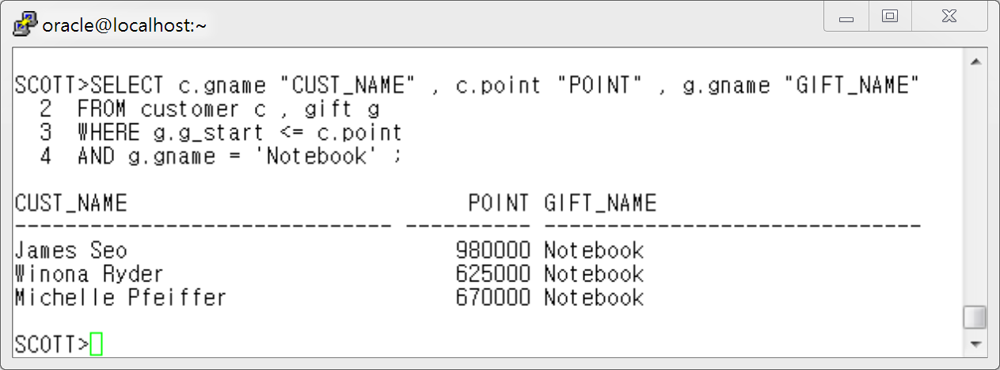 oracle@localhost:~
SCOTT>SELECT c.gname "CUST_NAME" , c.point "POINT" , g.gname "GIFT_NAME"
  2  FROM customer c , gift g
  3  WHERE g.g_start <= c.point
  4  AND g.gname = 'Notebook' ;
CUST_NAME                           POINT GIFT_NAME
------------------------------ ---------- ------------------------------
James Seo                          980000 Notebook
Winona Ryder                       625000 Notebook
Michelle Pfeiffer                  670000 Notebook
SCOTT>